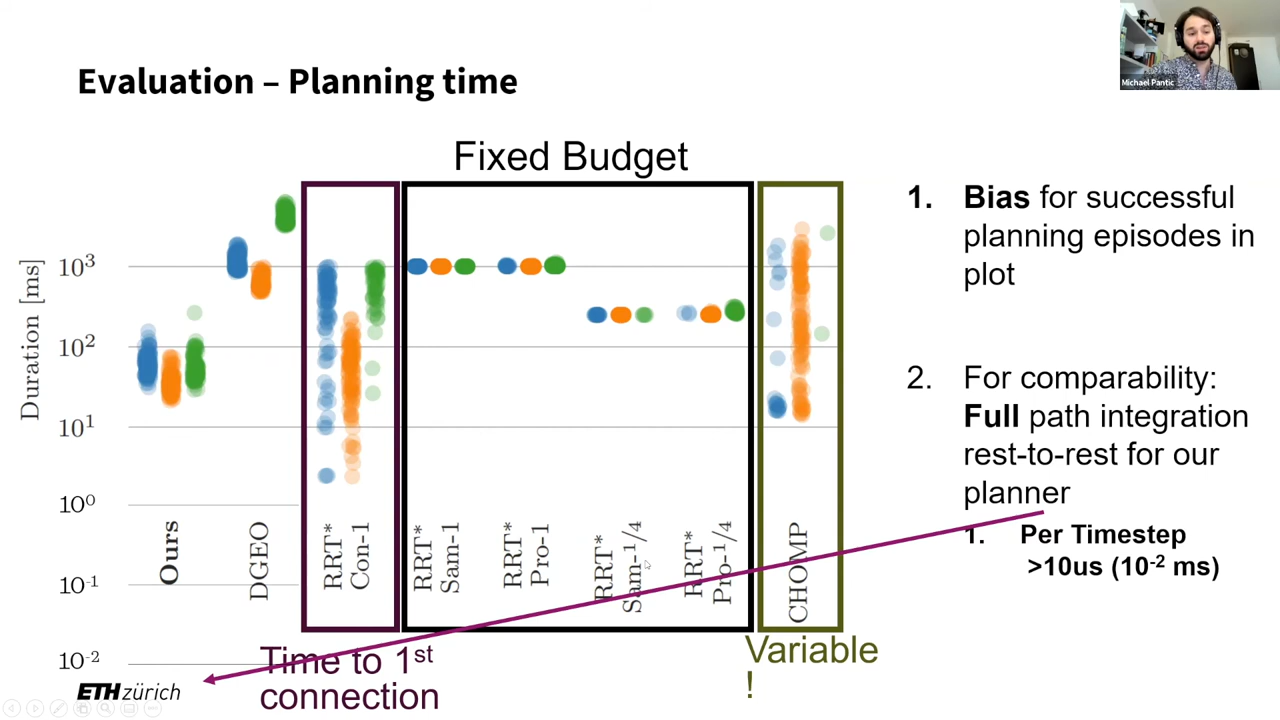 Michael Pantic
Evaluation – Planning time
Fixed Budget
Duration [ms]
10³
10²
10¹
10⁰
10⁻¹
10⁻²
Ours
DGEO
RRT*
Con-1
RRT*
Sam-1
RRT*
Pro-1
RRT*
Sam-1/4
RRT*
Pro-1/4
CHOMP
Time to 1st
connection
Variable
!
1. Bias for successful
planning episodes in
plot
2. For comparability:
Full path integration
rest-to-rest for our
planner
1. Per Timestep
>10us (10⁻² ms)
ETH zürich